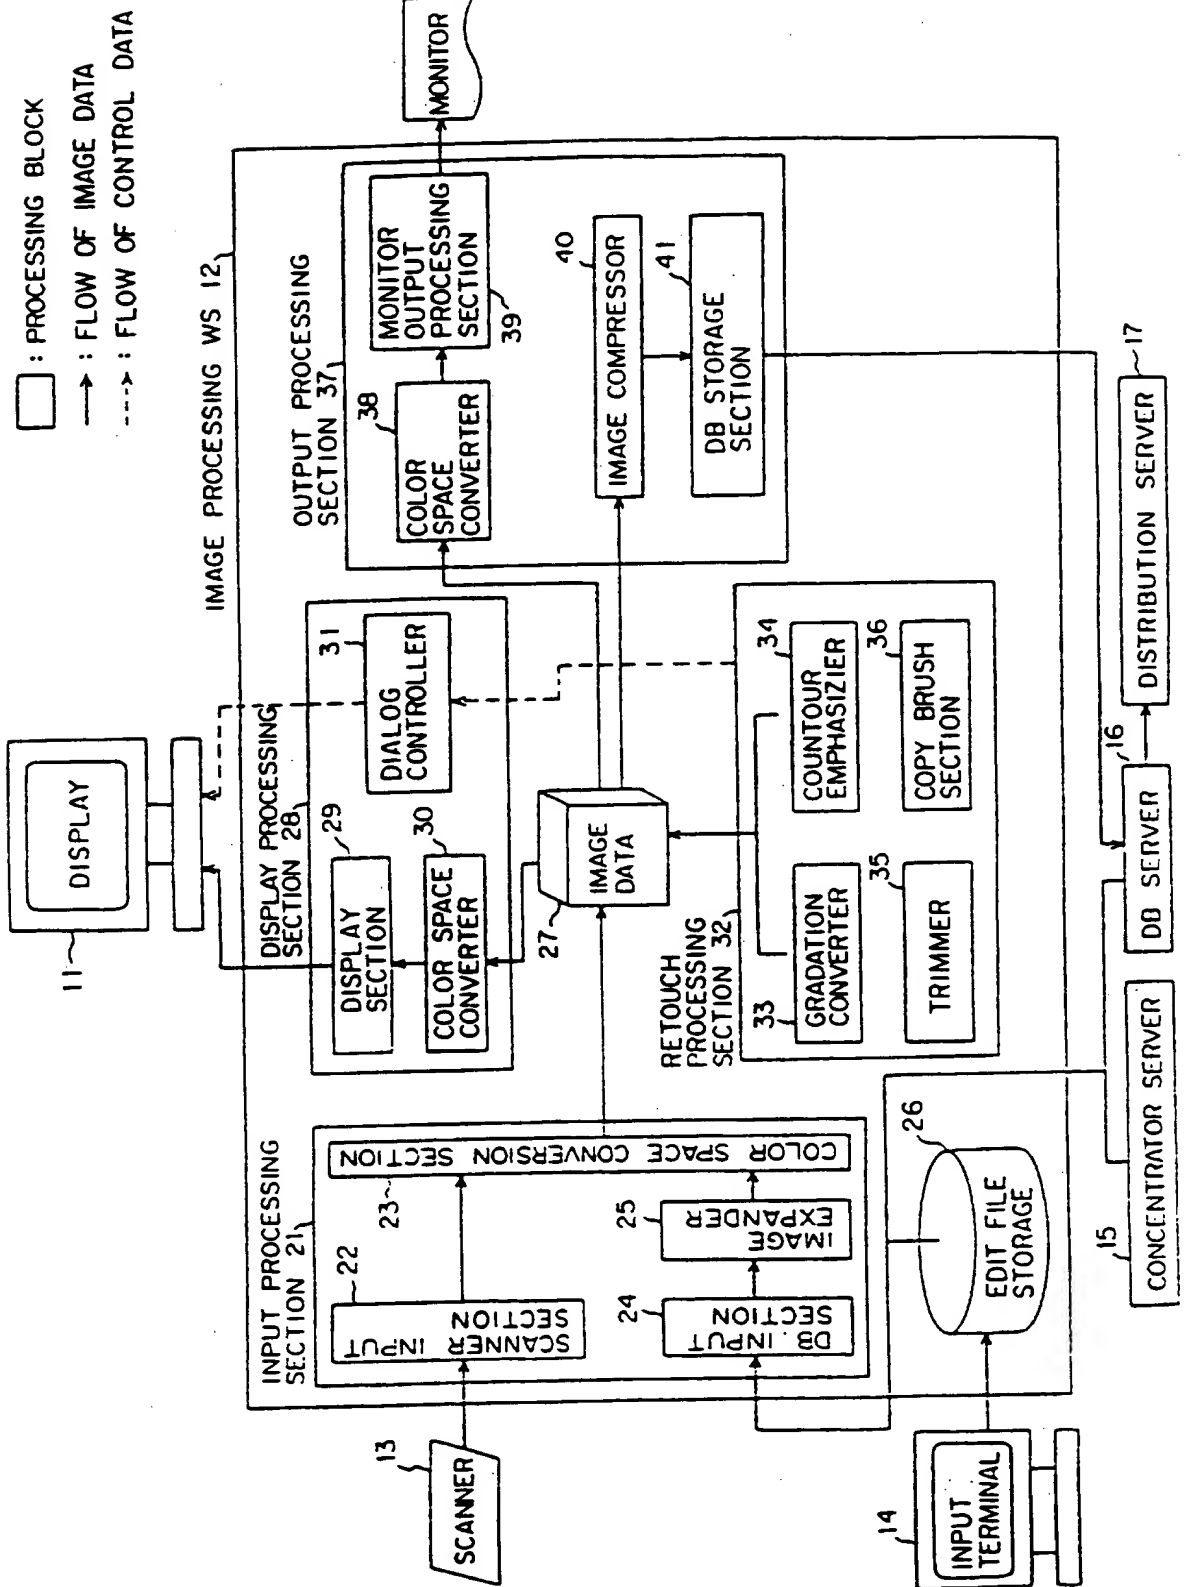 ▢ : PROCESSING BLOCK
→ : FLOW OF IMAGE DATA
---> : FLOW OF CONTROL DATA
IMAGE PROCESSING WS 12
11
DISPLAY
DISPLAY PROCESSING
SECTION 28
29
DISPLAY
SECTION
30
COLOR SPACE
CONVERTER
31
DIALOG
CONTROLLER
OUTPUT PROCESSING
SECTION 37
38
COLOR
SPACE
CONVERTER
MONITOR
OUTPUT
PROCESSING
SECTION
39
MONITOR
40
IMAGE COMPRESSOR
41
DB STORAGE
SECTION
INPUT PROCESSING
SECTION 21
13
SCANNER
22
SCANNER INPUT
SECTION
23
COLOR SPACE CONVERSION SECTION
24
DB. INPUT
SECTION
25
IMAGE
EXPANDER
27
IMAGE
DATA
RETOUCH
PROCESSING
SECTION 32
33
GRADATION
CONVERTER
34
COUNTOUR
EMPHASIZIER
35
TRIMMER
36
COPY BRUSH
SECTION
14
INPUT
TERMINAL
26
EDIT FILE
STORAGE
15
CONCENTRATOR SERVER
16
DB SERVER
17
DISTRIBUTION SERVER